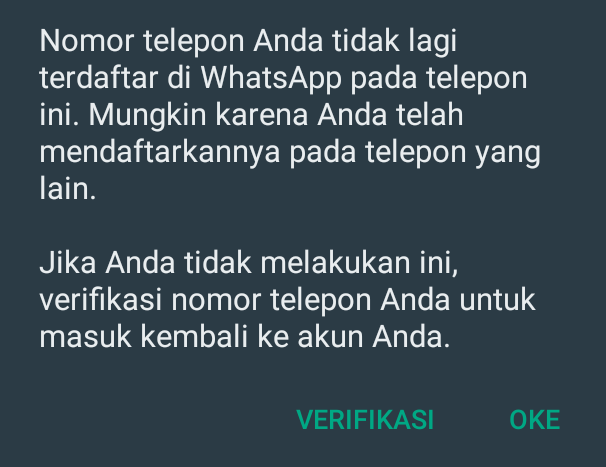 Nomor telepon Anda tidak lagi
terdaftar di WhatsApp pada telepon
ini. Mungkin karena Anda telah
mendaftarkannya pada telepon yang
lain.
Jika Anda tidak melakukan ini,
verifikasi nomor telepon Anda untuk
masuk kembali ke akun Anda.
VERIFIKASI OKE